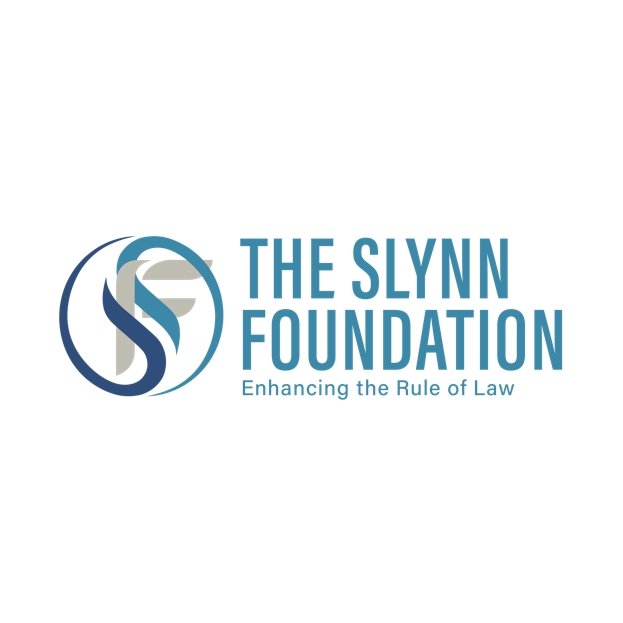 THE SLYNN
FOUNDATION
Enhancing the Rule of Law